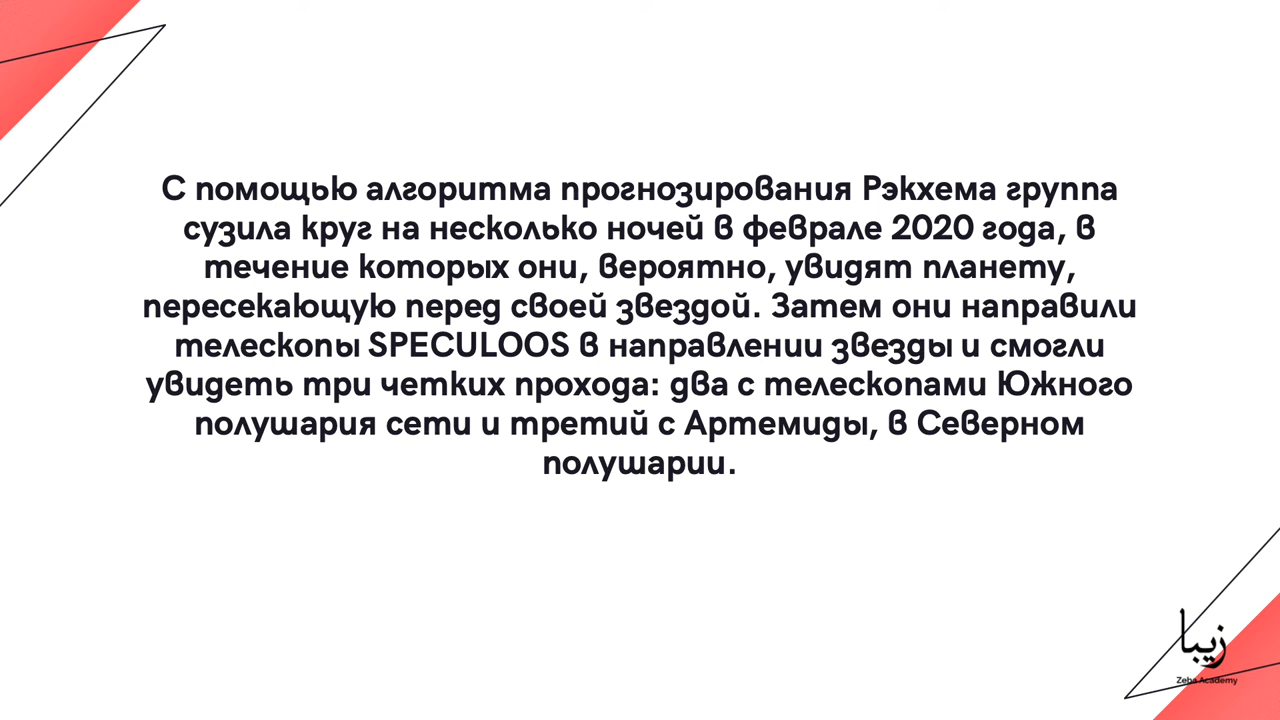 С помощью алгоритма прогнозирования Рэкхема группа
сузила круг на несколько ночей в феврале 2020 года, в
течение которых они, вероятно, увидят планету,
пересекающую перед своей звездой. Затем они направили
телескопы SPECULOOS в направлении звезды и смогли
увидеть три четких прохода: два с телескопами Южного
полушария сети и третий с Артемиды, в Северном
полушарии.
زیبا
Zeba Academy